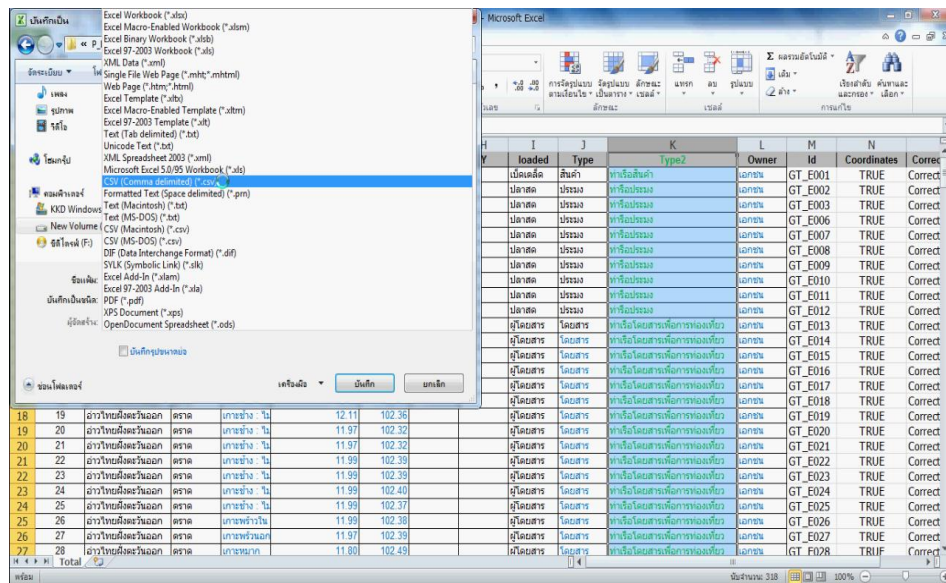 บันทึกเป็น
- Microsoft Excel
Excel Workbook (*.xlsx)
Excel Macro-Enabled Workbook (*.xlsm)
Excel Binary Workbook (*.xlsb)
Excel 97-2003 Workbook (*.xls)
XML Data (*.xml)
Single File Web Page (*.mht;*.mhtml)
Web Page (*.htm;*.html)
Excel Template (*.xltx)
Excel Macro-Enabled Template (*.xltm)
Excel 97-2003 Template (*.xlt)
Text (Tab delimited) (*.txt)
Unicode Text (*.txt)
XML Spreadsheet 2003 (*.xml)
Microsoft Excel 5.0/95 Workbook (*.xls)
CSV (Comma delimited) (*.csv)
Formatted Text (Space delimited) (*.prn)
Text (Macintosh) (*.txt)
Text (MS-DOS) (*.txt)
CSV (Macintosh) (*.csv)
CSV (MS-DOS) (*.csv)
DIF (Data Interchange Format) (*.dif)
SYLK (Symbolic Link) (*.slk)
Excel Add-In (*.xlam)
Excel 97-2003 Add-In (*.xla)
PDF (*.pdf)
XPS Document (*.xps)
OpenDocument Spreadsheet (*.ods)
« P_
จัดระเบียบ
เพลง
รูปภาพ
วิดีโอ
โฮมกรุ๊ป
คอมพิวเตอร์
KKD Windows
New Volume
ซีดีไดรฟ์ (F:)
ชื่อแฟ้ม:
บันทึกเป็นชนิด:
ผู้จัดสร้าง:
บันทึกรูปขนาดย่อ
ซ่อนโฟลเดอร์
เครื่องมือ
บันทึก
ยกเลิก
การจัดรูปแบบตามเงื่อนไข
จัดรูปแบบเป็นตาราง
ลักษณะเซลล์
แทรก
ลบ
รูปแบบ
ผลรวมอัตโนมัติ
เติม
ล้าง
เรียงลำดับและกรอง
ค้นหาและเลือก
ลักษณะ
เซลล์
การแก้ไข
H I J K L M N
Y loaded Type Type2 Owner Id Coordinates Correc
เบ็ดเตล็ด สินค้า ท่าเรือสินค้า เอกชน GT_E001 TRUE Correct
ปลาสด ประมง ท่าเรือประมง เอกชน GT_E002 TRUE Correct
ปลาสด ประมง ท่าเรือประมง เอกชน GT_E003 TRUE Correct
ปลาสด ประมง ท่าเรือประมง เอกชน GT_E006 TRUE Correct
ปลาสด ประมง ท่าเรือประมง เอกชน GT_E007 TRUE Correct
ปลาสด ประมง ท่าเรือประมง เอกชน GT_E008 TRUE Correct
ปลาสด ประมง ท่าเรือประมง เอกชน GT_E009 TRUE Correct
ปลาสด ประมง ท่าเรือประมง เอกชน GT_E010 TRUE Correct
ปลาสด ประมง ท่าเรือประมง เอกชน GT_E011 TRUE Correct
ปลาสด ประมง ท่าเรือประมง เอกชน GT_E012 TRUE Correct
ผู้โดยสาร โดยสาร ท่าเรือโดยสารเพื่อการท่องเที่ยว เอกชน GT_E013 TRUE Correct
ผู้โดยสาร โดยสาร ท่าเรือโดยสารเพื่อการท่องเที่ยว เอกชน GT_E014 TRUE Correct
ผู้โดยสาร โดยสาร ท่าเรือโดยสารเพื่อการท่องเที่ยว เอกชน GT_E015 TRUE Correct
ผู้โดยสาร โดยสาร ท่าเรือโดยสารเพื่อการท่องเที่ยว เอกชน GT_E016 TRUE Correct
ผู้โดยสาร โดยสาร ท่าเรือโดยสารเพื่อการท่องเที่ยว เอกชน GT_E017 TRUE Correct
ผู้โดยสาร โดยสาร ท่าเรือโดยสารเพื่อการท่องเที่ยว เอกชน GT_E018 TRUE Correct
18 19 อ่าวไทยฝั่งตะวันออก ตราด เกาะช้าง : ใม 12.11 102.36 ผู้โดยสาร โดยสาร ท่าเรือโดยสารเพื่อการท่องเที่ยว เอกชน GT_E019 TRUE Correct
19 20 อ่าวไทยฝั่งตะวันออก ตราด เกาะช้าง : ใม 11.97 102.32 ผู้โดยสาร โดยสาร ท่าเรือโดยสารเพื่อการท่องเที่ยว เอกชน GT_E020 TRUE Correct
20 21 อ่าวไทยฝั่งตะวันออก ตราด เกาะช้าง : ใม 11.97 102.32 ผู้โดยสาร โดยสาร ท่าเรือโดยสารเพื่อการท่องเที่ยว เอกชน GT_E021 TRUE Correct
21 22 อ่าวไทยฝั่งตะวันออก ตราด เกาะช้าง : ใม 11.99 102.39 ผู้โดยสาร โดยสาร ท่าเรือโดยสารเพื่อการท่องเที่ยว เอกชน GT_E022 TRUE Correct
22 23 อ่าวไทยฝั่งตะวันออก ตราด เกาะช้าง : ใม 11.99 102.39 ผู้โดยสาร โดยสาร ท่าเรือโดยสารเพื่อการท่องเที่ยว เอกชน GT_E023 TRUE Correct
23 24 อ่าวไทยฝั่งตะวันออก ตราด เกาะช้าง : ใม 11.99 102.40 ผู้โดยสาร โดยสาร ท่าเรือโดยสารเพื่อการท่องเที่ยว เอกชน GT_E024 TRUE Correct
24 25 อ่าวไทยฝั่งตะวันออก ตราด เกาะช้าง : ใม 11.99 102.37 ผู้โดยสาร โดยสาร ท่าเรือโดยสารเพื่อการท่องเที่ยว เอกชน GT_E025 TRUE Correct
25 26 อ่าวไทยฝั่งตะวันออก ตราด เกาะพร้าวใน 11.99 102.38 ผู้โดยสาร โดยสาร ท่าเรือโดยสารเพื่อการท่องเที่ยว เอกชน GT_E026 TRUE Correct
26 27 อ่าวไทยฝั่งตะวันออก ตราด เกาะพร้วนอก 11.97 102.39 ผู้โดยสาร โดยสาร ท่าเรือโดยสารเพื่อการท่องเที่ยว เอกชน GT_E027 TRUE Correct
27 28 อ่าวไทยฝั่งตะวันออก ตราด เกาะหมาก 11.80 102.49 ผู้โดยสาร โดยสาร ท่าเรือโดยสารเพื่อการท่องเที่ยว เอกชน GT_E028 TRUE Correct
Total
พร้อม
นับจำนวน: 318
100%